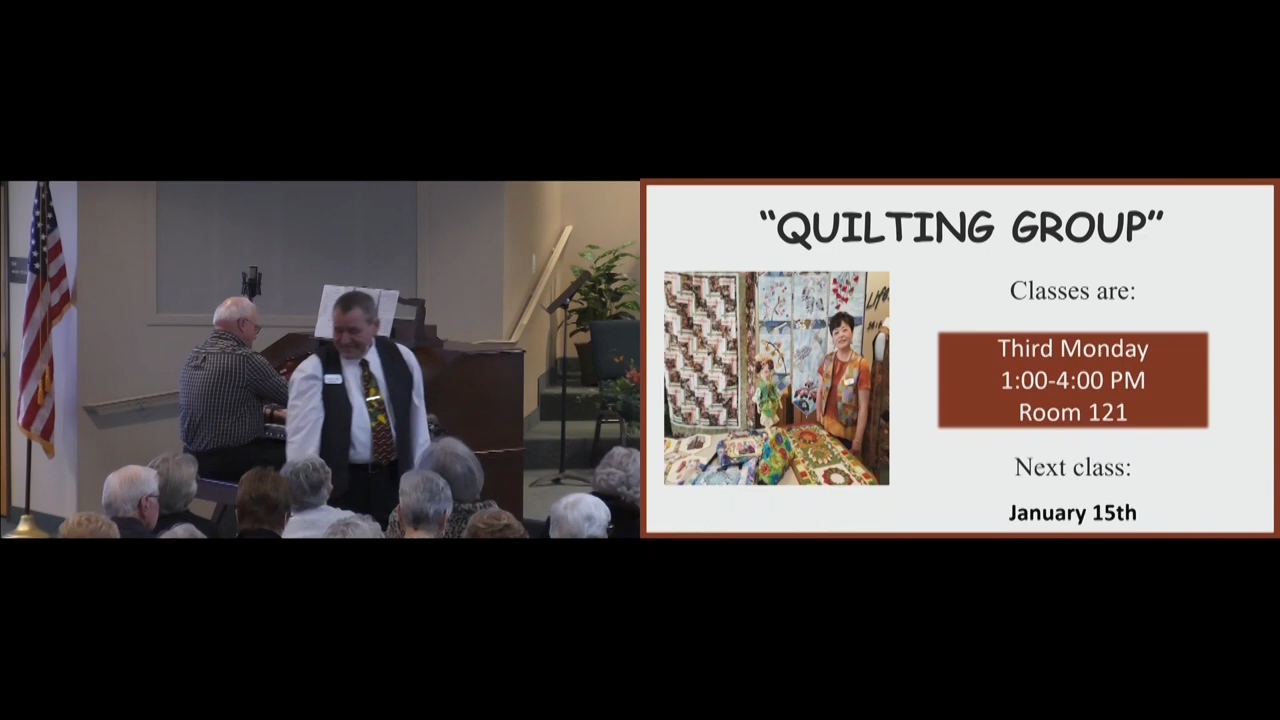 “QUILTING GROUP”
Classes are:
Third Monday
1:00-4:00 PM
Room 121
Next class:
January 15th